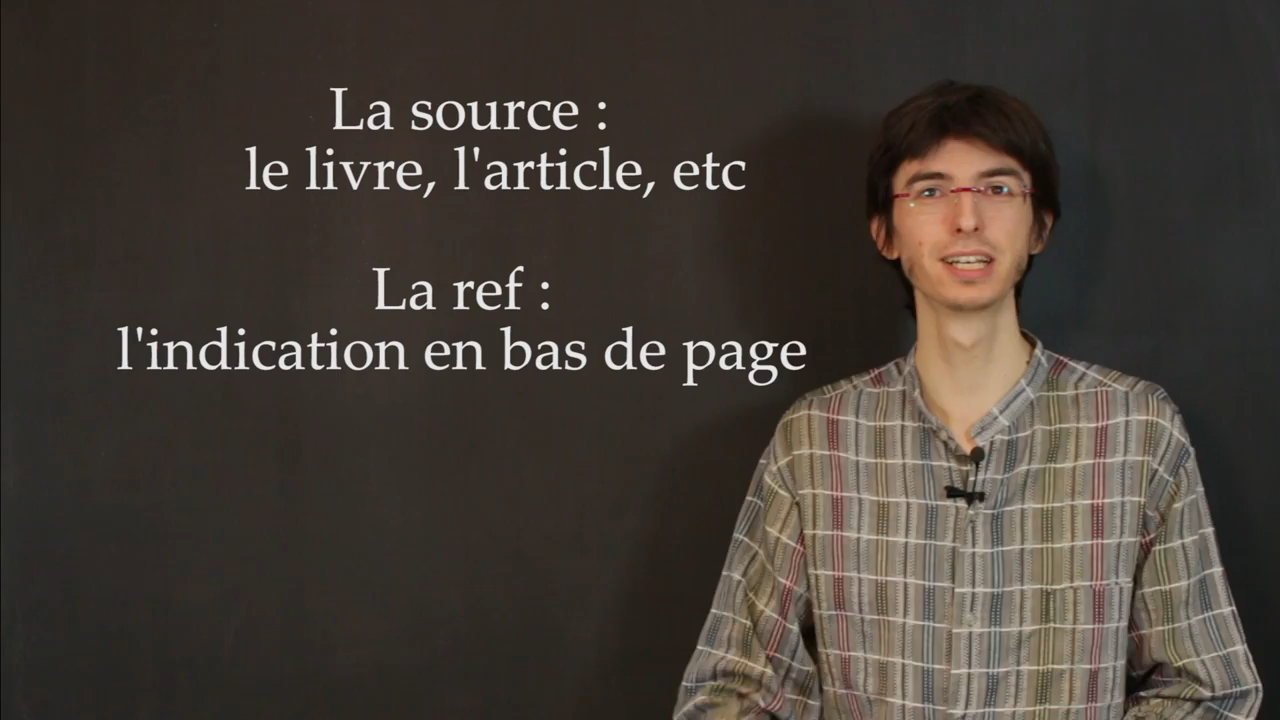 La source :
le livre, l'article, etc
La ref :
l'indication en bas de page